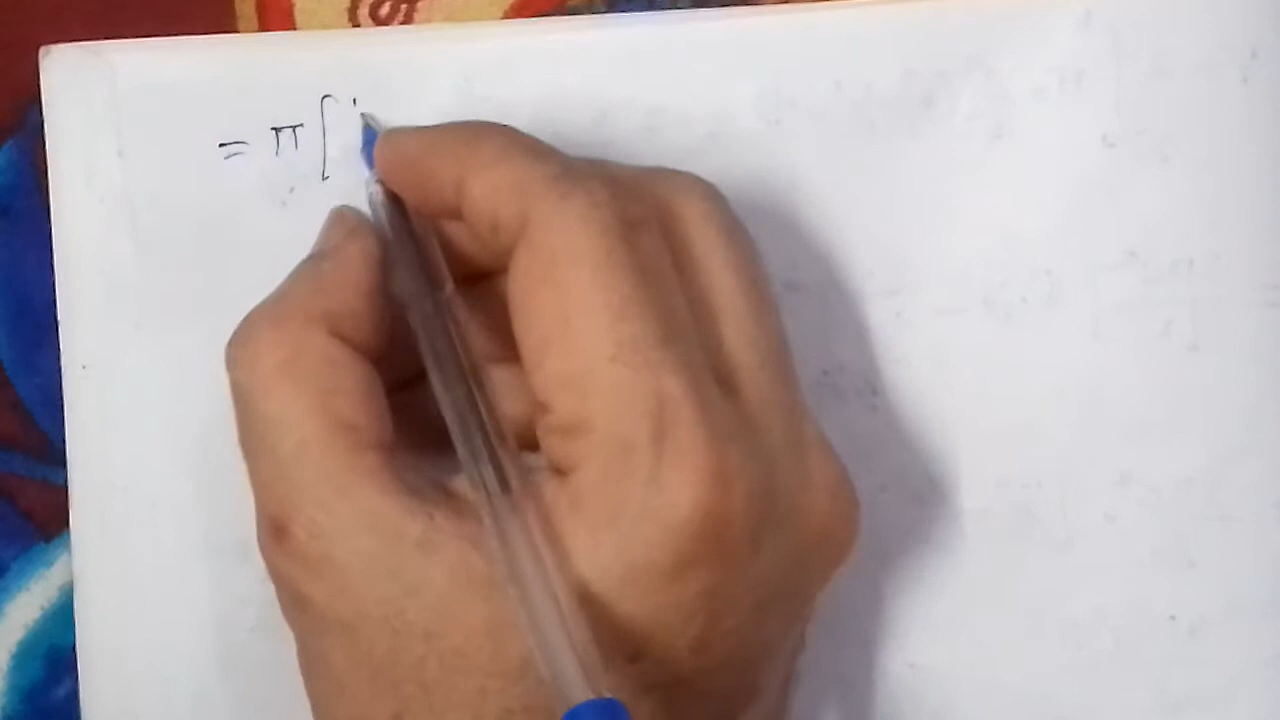 = π [